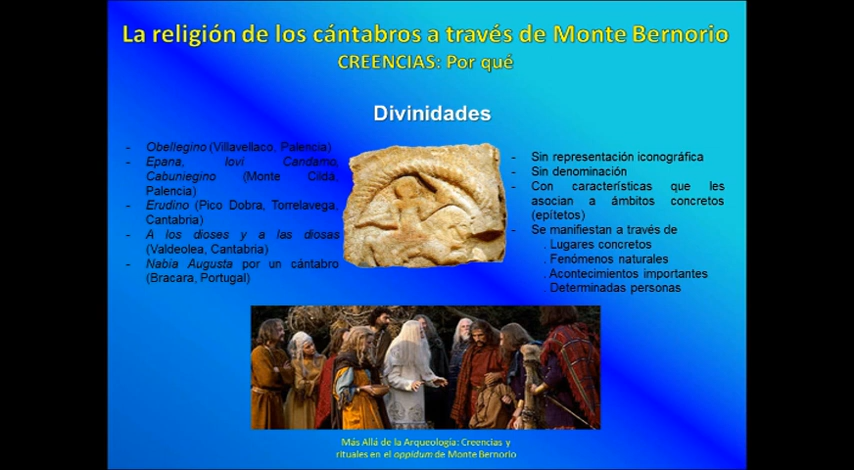 La religión de los cántabros a través de Monte Bernorio
CREENCIAS: Por qué
Divinidades
- Obellegino (Villavellaco, Palencia)
- Epana, Iovi Candamo,
Cabuniegino (Monte Cildá,
Palencia)
- Erudino (Pico Dobra, Torrelavega,
Cantabria)
- A los dioses y a las diosas
(Valdeolea, Cantabria)
- Nabia Augusta por un cántabro
(Bracara, Portugal)
- Sin representación iconográfica
- Sin denominación
- Con características que les
asocian a ámbitos concretos
(epítetos)
- Se manifiestan a través de
. Lugares concretos
. Fenómenos naturales
. Acontecimientos importantes
. Determinadas personas
Más Allá de la Arqueología: Creencias y
rituales en el oppidum de Monte Bernorio